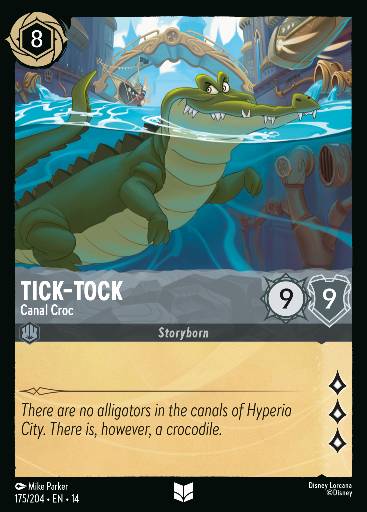 8
TICK-TOCK
Canal Croc
9
9
Storyborn
There are no alligators in the canals of Hyperio
City. There is, however, a crocodile.
Mike Parker
Disney Lorcana
175/204 • EN • 14
©Disney